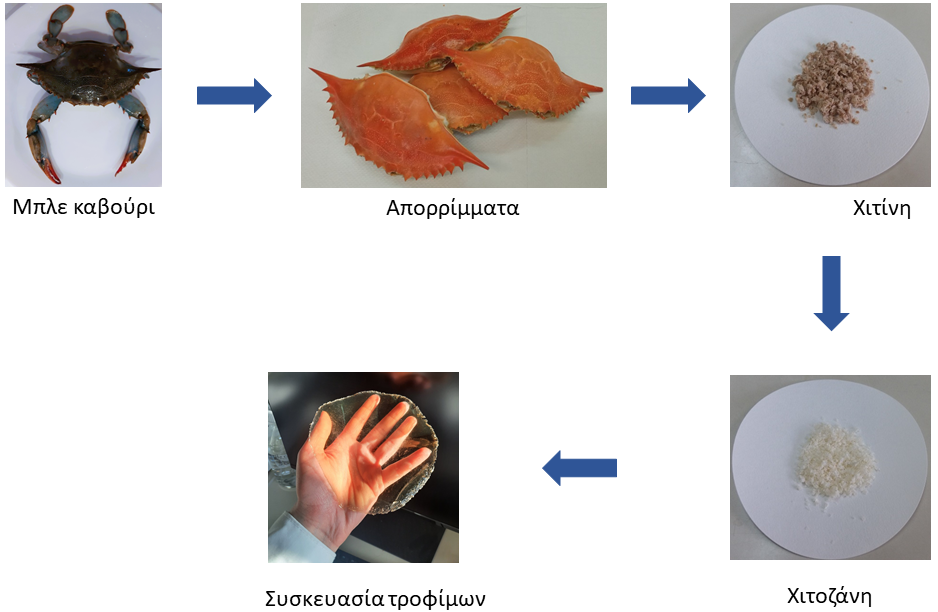 Μπλε καβούρι
Απορρίμματα
Χιτίνη
Χιτοζάνη
Συσκευασία τροφίμων